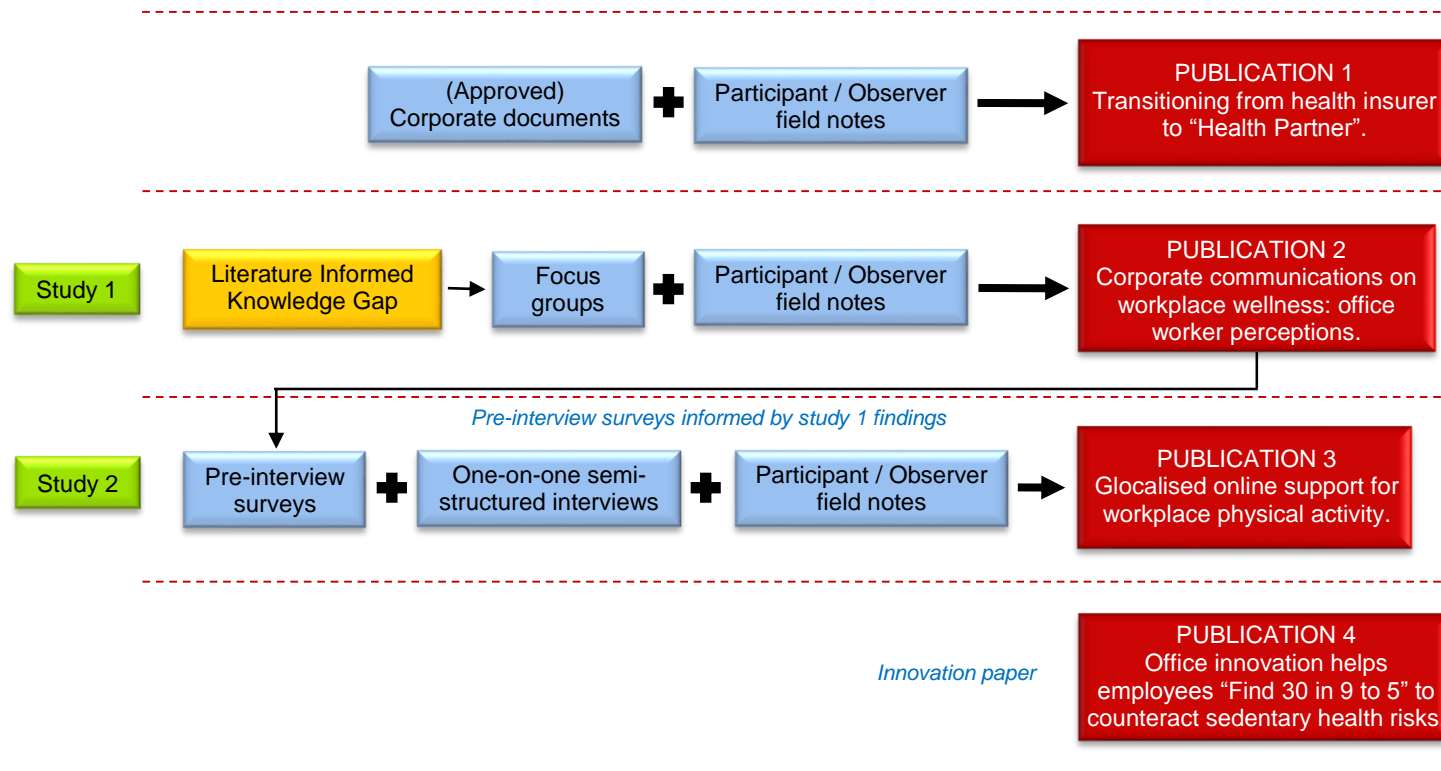 (Approved)
Corporate documents
Participant / Observer
field notes
PUBLICATION 1
Transitioning from health insurer
to “Health Partner”.
Study 1
Literature Informed
Knowledge Gap
Focus
groups
Participant / Observer
field notes
PUBLICATION 2
Corporate communications on
workplace wellness: office
worker perceptions.
Pre-interview surveys informed by study 1 findings
Study 2
Pre-interview
surveys
One-on-one semi-
structured interviews
Participant / Observer
field notes
PUBLICATION 3
Glocalised online support for
workplace physical activity.
Innovation paper
PUBLICATION 4
Office innovation helps
employees “Find 30 in 9 to 5” to
counteract sedentary health risks